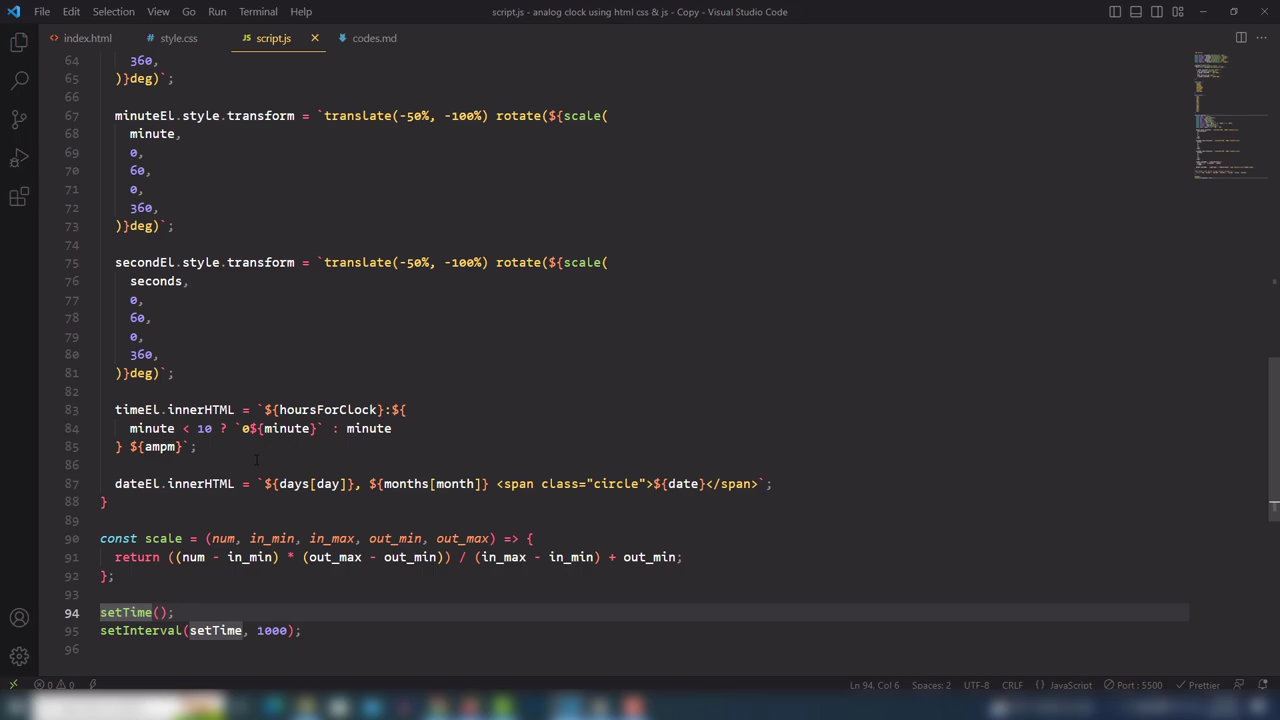 File Edit Selection View Go Run Terminal Help
script.js - analog clock using html css & js - Copy - Visual Studio Code
index.html
style.css
JS script.js
codes.md
64 360,
65 )}deg)`;
66
67 minuteEl.style.transform = `translate(-50%, -100%) rotate(${scale(
68 minute,
69 0,
70 60,
71 0,
72 360,
73 )}deg)`;
74
75 secondEl.style.transform = `translate(-50%, -100%) rotate(${scale(
76 seconds,
77 0,
78 60,
79 0,
80 360,
81 )}deg)`;
82
83 timeEl.innerHTML = `${hoursForClock}:${
84 minute < 10 ? `0${minute}` : minute
85 } ${ampm}`;
86
87 dateEl.innerHTML = `${days[day]}, ${months[month]} <span class="circle">${date}</span>`;
88 }
89
90 const scale = (num, in_min, in_max, out_min, out_max) => {
91 return ((num - in_min) * (out_max - out_min)) / (in_max - in_min) + out_min;
92 };
93
94 setTime();
95 setInterval(setTime, 1000);
96
0 0
Ln 94, Col 6
Spaces: 2
UTF-8
CRLF
{} JavaScript
Port : 5500
Prettier